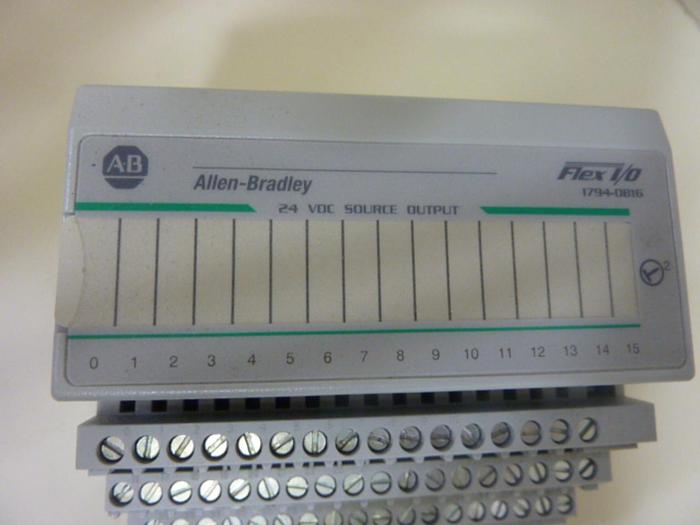 AB
Allen-Bradley
Flex I/O
1794-OB16
24 VDC SOURCE OUTPUT
2
0 1 2 3 4 5 6 7 8 9 10 11 12 13 14 15